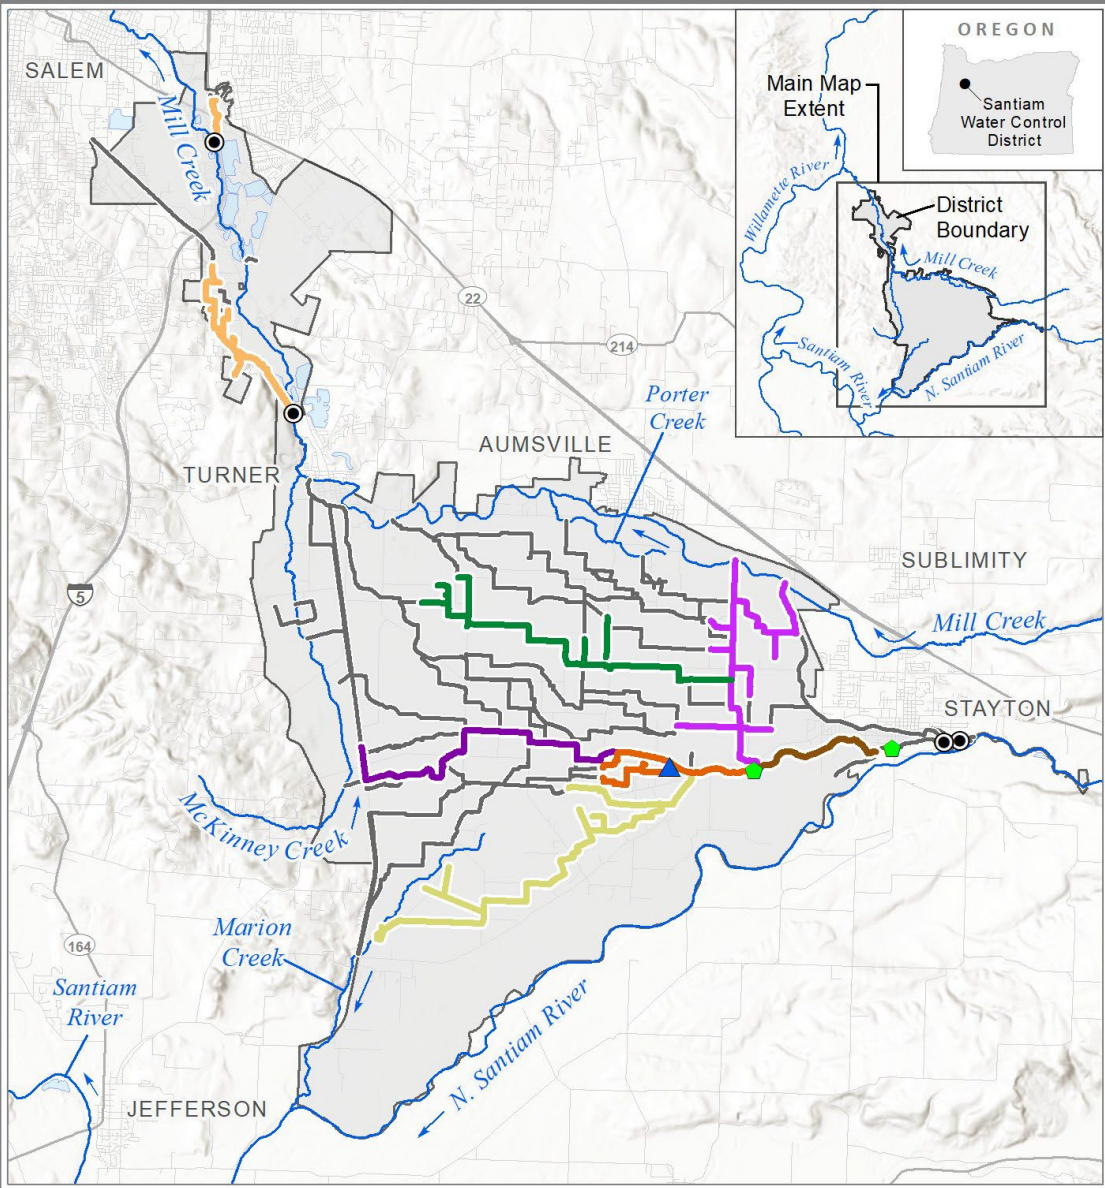 SALEM
Mill Creek
22
214
Porter
Creek
AUMSVILLE
TURNER
SUBLIMITY
5
Mill Creek
STAYTON
McKinney Creek
Marion
Creek
164
Santiam
River
N. Santiam River
JEFFERSON
OREGON
Santiam
Water Control
District
Main Map
Extent
Willamette River
District
Boundary
Mill Creek
Santiam River
N. Santiam River